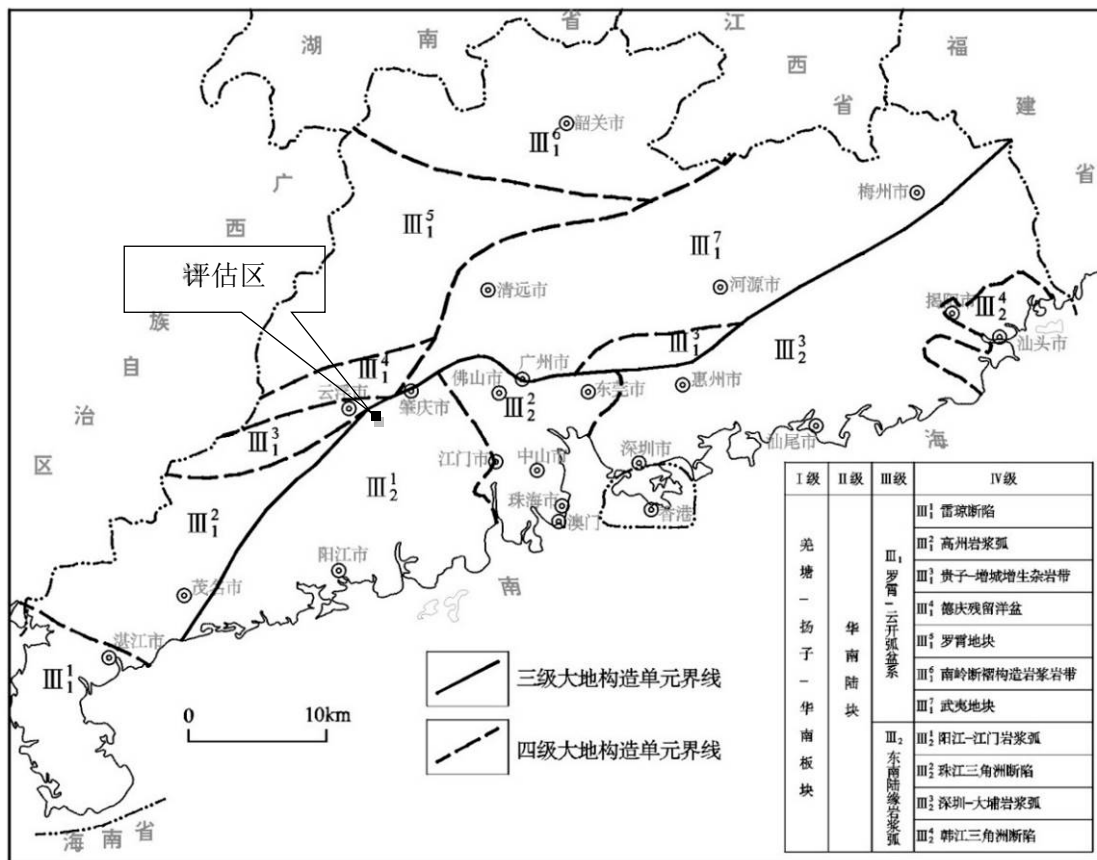 湖 南 省 江 西 省 福 建 省
广 西 壮 族 自 治 区
韶关市
Ⅲ₁⁶
梅州市
Ⅲ₁⁵
Ⅲ₁⁷
评估区
清远市
河源市
揭阳市
Ⅲ₂⁴
汕头市
Ⅲ₁³
Ⅲ₂³
Ⅲ₁⁴
广州市
云浮市
肇庆市
佛山市
Ⅲ₂²
东莞市
惠州市
Ⅲ₁³
汕尾市
江门市
中山市
深圳市
Ⅲ₂¹
珠海市
澳门
香港
Ⅲ₁²
阳江市
茂名市
南 海
湛江市
Ⅲ₁¹
0 10km
三级大地构造单元界线
四级大地构造单元界线
海 南 省
Ⅰ级 Ⅱ级 Ⅲ级 Ⅳ级
羌塘-扬子-华南板块
华南陆块
Ⅲ₁ 罗霄-云开弧盆系
Ⅲ₁¹ 雷琼断陷
Ⅲ₁² 高州岩浆弧
Ⅲ₁³ 贵子-增城增生杂岩带
Ⅲ₁⁴ 德庆残留洋盆
Ⅲ₁⁵ 罗霄地块
Ⅲ₁⁶ 南岭断褶构造岩浆岩带
Ⅲ₁⁷ 武夷地块
Ⅲ₂ 东南陆缘岩浆弧
Ⅲ₂¹ 阳江-江门岩浆弧
Ⅲ₂² 珠江三角洲断陷
Ⅲ₂³ 深圳-大埔岩浆弧
Ⅲ₂⁴ 韩江三角洲断陷